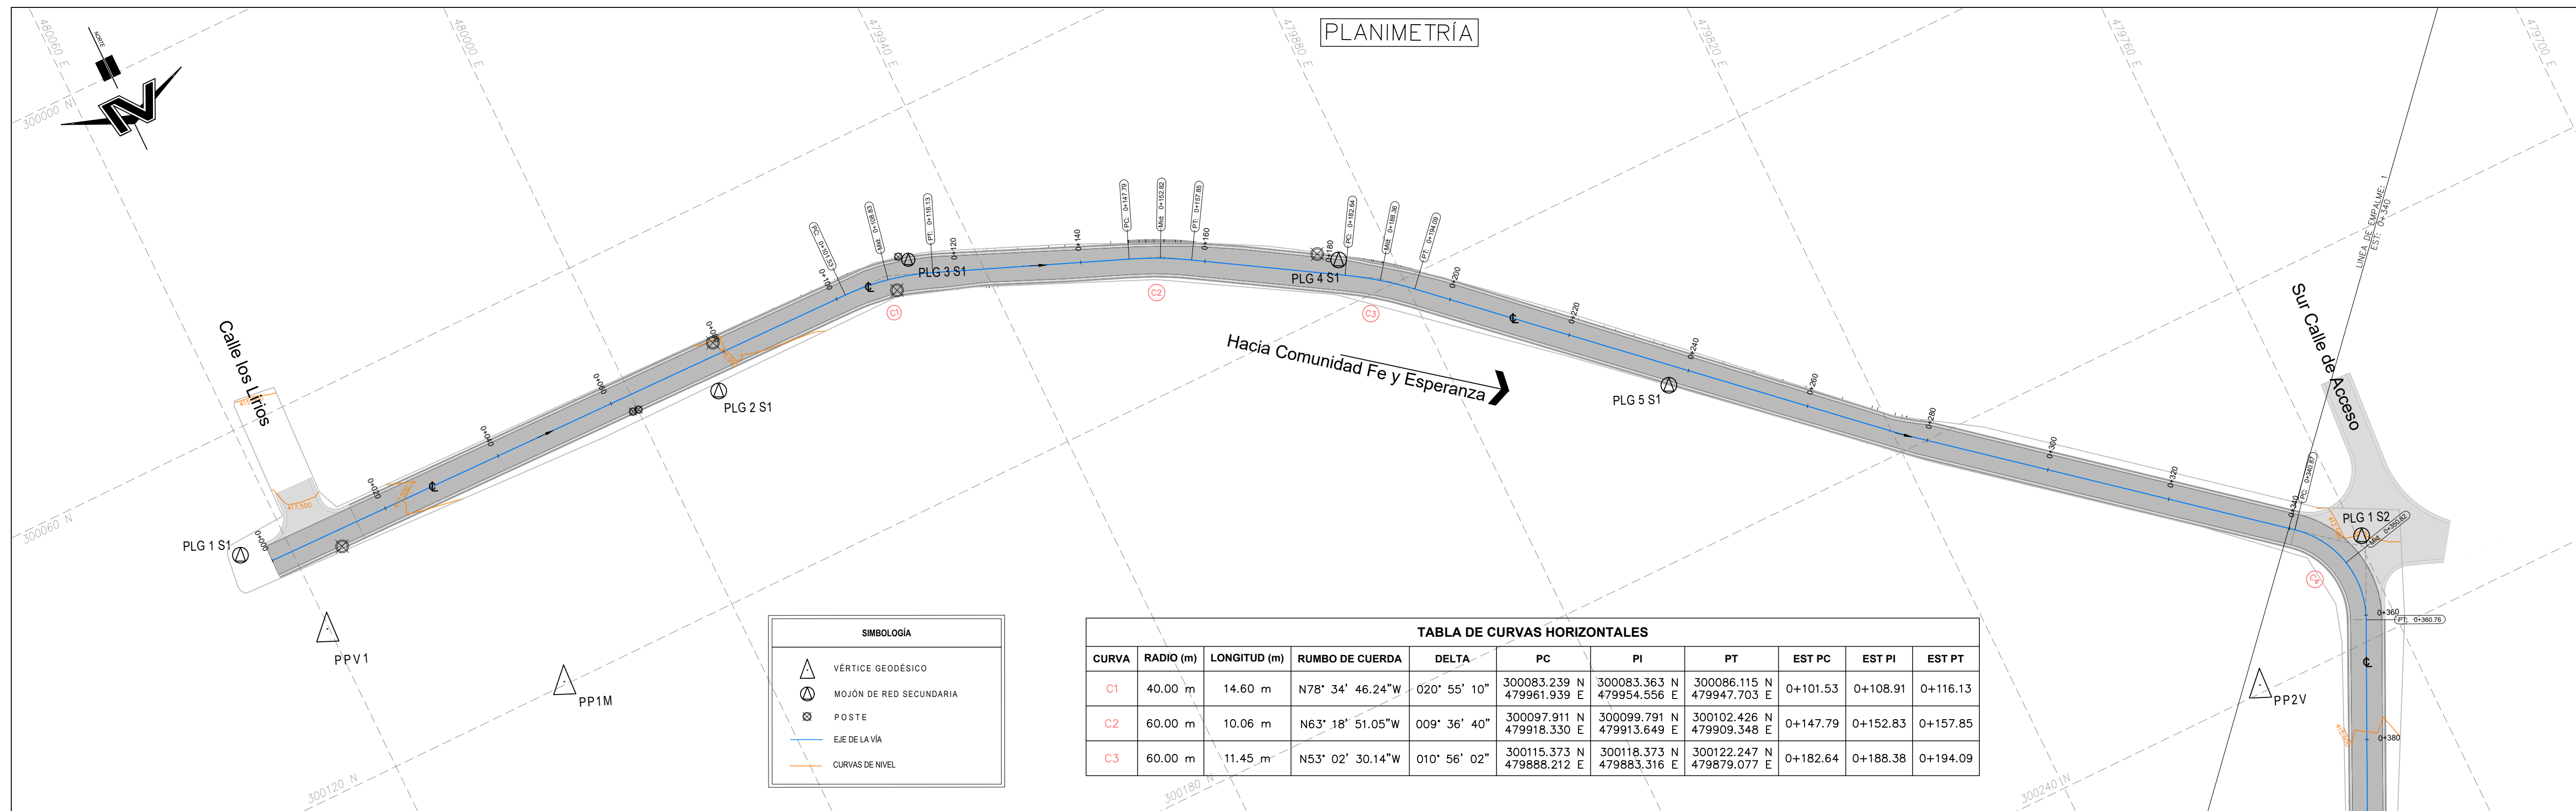 PLANIMETRÍA
480060 E
480000 E
479940 E
479880 E
479820 E
479760 E
479700 E
NORTE
300000 N
300060 N
300120 N
300180 N
300240 N
LINEA DE EMPALME: 1
EST: 0+340
Calle los Lirios
Sur Calle de Acceso
Hacia Comunidad Fe y Esperanza
PLG 1 S1
PLG 2 S1
PLG 3 S1
PLG 4 S1
PLG 5 S1
PLG 1 S2
PPV1
PP1M
PP2V
0+000
0+020
0+040
0+060
0+080
0+100
0+120
0+140
0+160
0+180
0+200
0+220
0+240
0+260
0+280
0+300
0+320
0+340
0+360
0+380
PC: 0+101.53
Mid: 0+108.83
PT: 0+116.13
PC: 0+147.79
Mid: 0+152.82
PT: 0+157.85
PC: 0+182.64
Mid: 0+188.36
PT: 0+194.09
PC: 0+340.87
Mid: 0+350.82
PT: 0+360.76
C1
C2
C3
C4
417.500
SIMBOLOGÍA
VÉRTICE GEODÉSICO
MOJÓN DE RED SECUNDARIA
POSTE
EJE DE LA VÍA
CURVAS DE NIVEL
TABLA DE CURVAS HORIZONTALES
CURVA RADIO (m) LONGITUD (m) RUMBO DE CUERDA DELTA PC PI PT EST PC EST PI EST PT
C1 40.00 m 14.60 m N78° 34' 46.24"W 020° 55' 10" 300083.239 N 479961.939 E 300083.363 N 479954.556 E 300086.115 N 479947.703 E 0+101.53 0+108.91 0+116.13
C2 60.00 m 10.06 m N63° 18' 51.05"W 009° 36' 40" 300097.911 N 479918.330 E 300099.791 N 479913.649 E 300102.426 N 479909.348 E 0+147.79 0+152.83 0+157.85
C3 60.00 m 11.45 m N53° 02' 30.14"W 010° 56' 02" 300115.373 N 479888.212 E 300118.373 N 479883.316 E 300122.247 N 479879.077 E 0+182.64 0+188.38 0+194.09